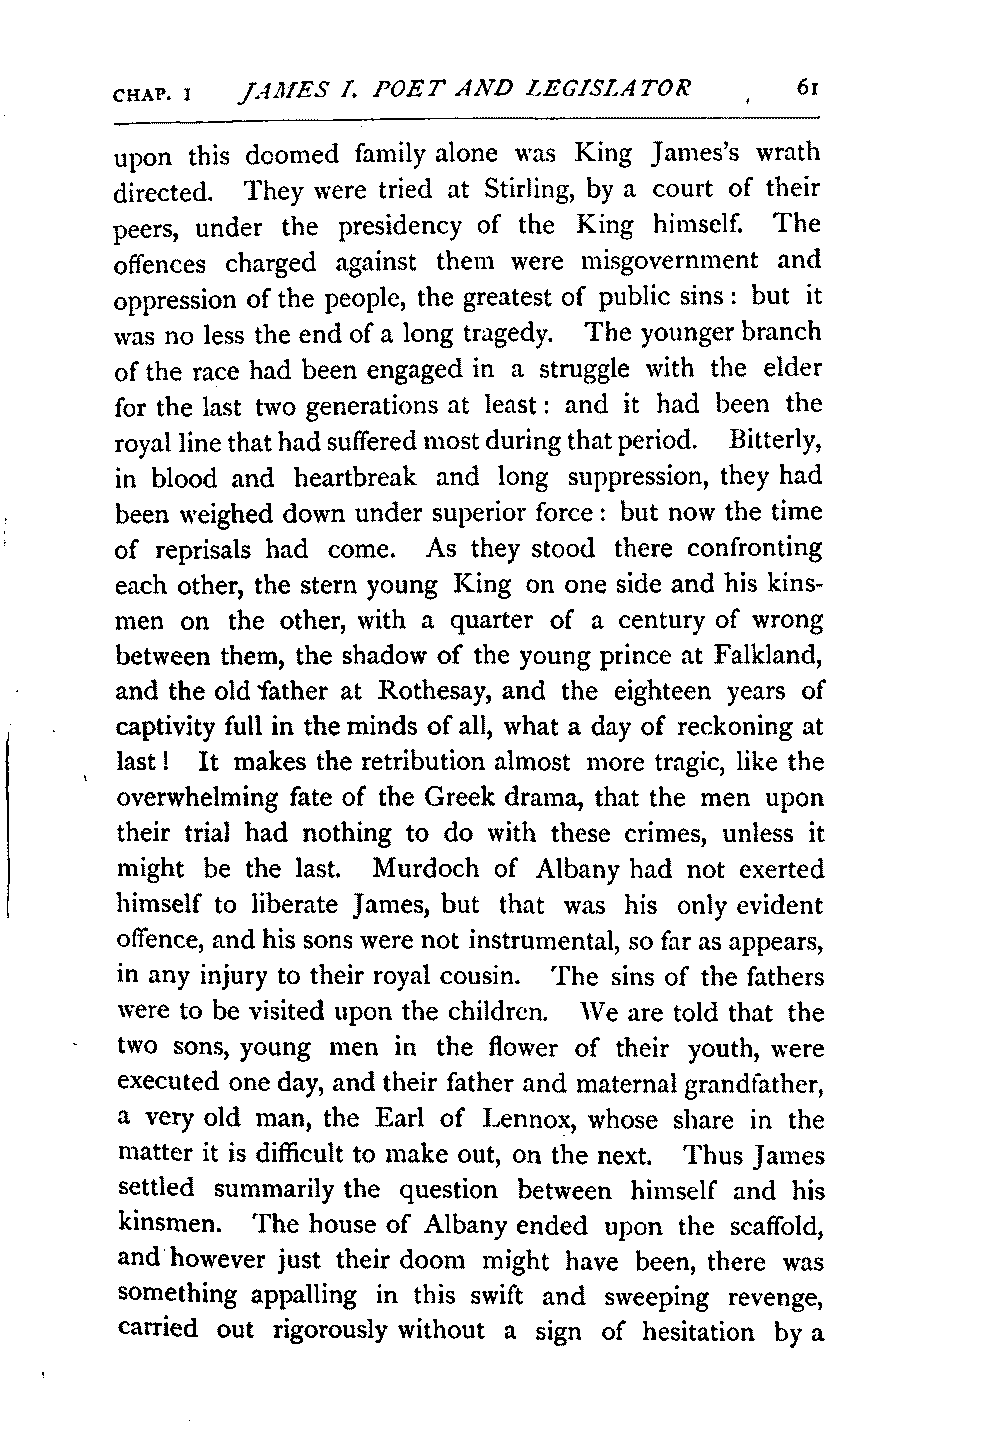 CHAP. I JAMES I. POET AND LEGISLATOR 61
upon this doomed family alone was King James's wrath
directed. They were tried at Stirling, by a court of their
peers, under the presidency of the King himself. The
offences charged against them were misgovernment and
oppression of the people, the greatest of public sins: but it
was no less the end of a long tragedy. The younger branch
of the race had been engaged in a struggle with the elder
for the last two generations at least: and it had been the
royal line that had suffered most during that period. Bitterly,
in blood and heartbreak and long suppression, they had
been weighed down under superior force: but now the time
of reprisals had come. As they stood there confronting
each other, the stern young King on one side and his kins-
men on the other, with a quarter of a century of wrong
between them, the shadow of the young prince at Falkland,
and the old father at Rothesay, and the eighteen years of
captivity full in the minds of all, what a day of reckoning at
last! It makes the retribution almost more tragic, like the
overwhelming fate of the Greek drama, that the men upon
their trial had nothing to do with these crimes, unless it
might be the last. Murdoch of Albany had not exerted
himself to liberate James, but that was his only evident
offence, and his sons were not instrumental, so far as appears,
in any injury to their royal cousin. The sins of the fathers
were to be visited upon the children. We are told that the
two sons, young men in the flower of their youth, were
executed one day, and their father and maternal grandfather,
a very old man, the Earl of Lennox, whose share in the
matter it is difficult to make out, on the next. Thus James
settled summarily the question between himself and his
kinsmen. The house of Albany ended upon the scaffold,
and however just their doom might have been, there was
something appalling in this swift and sweeping revenge,
carried out rigorously without a sign of hesitation by a